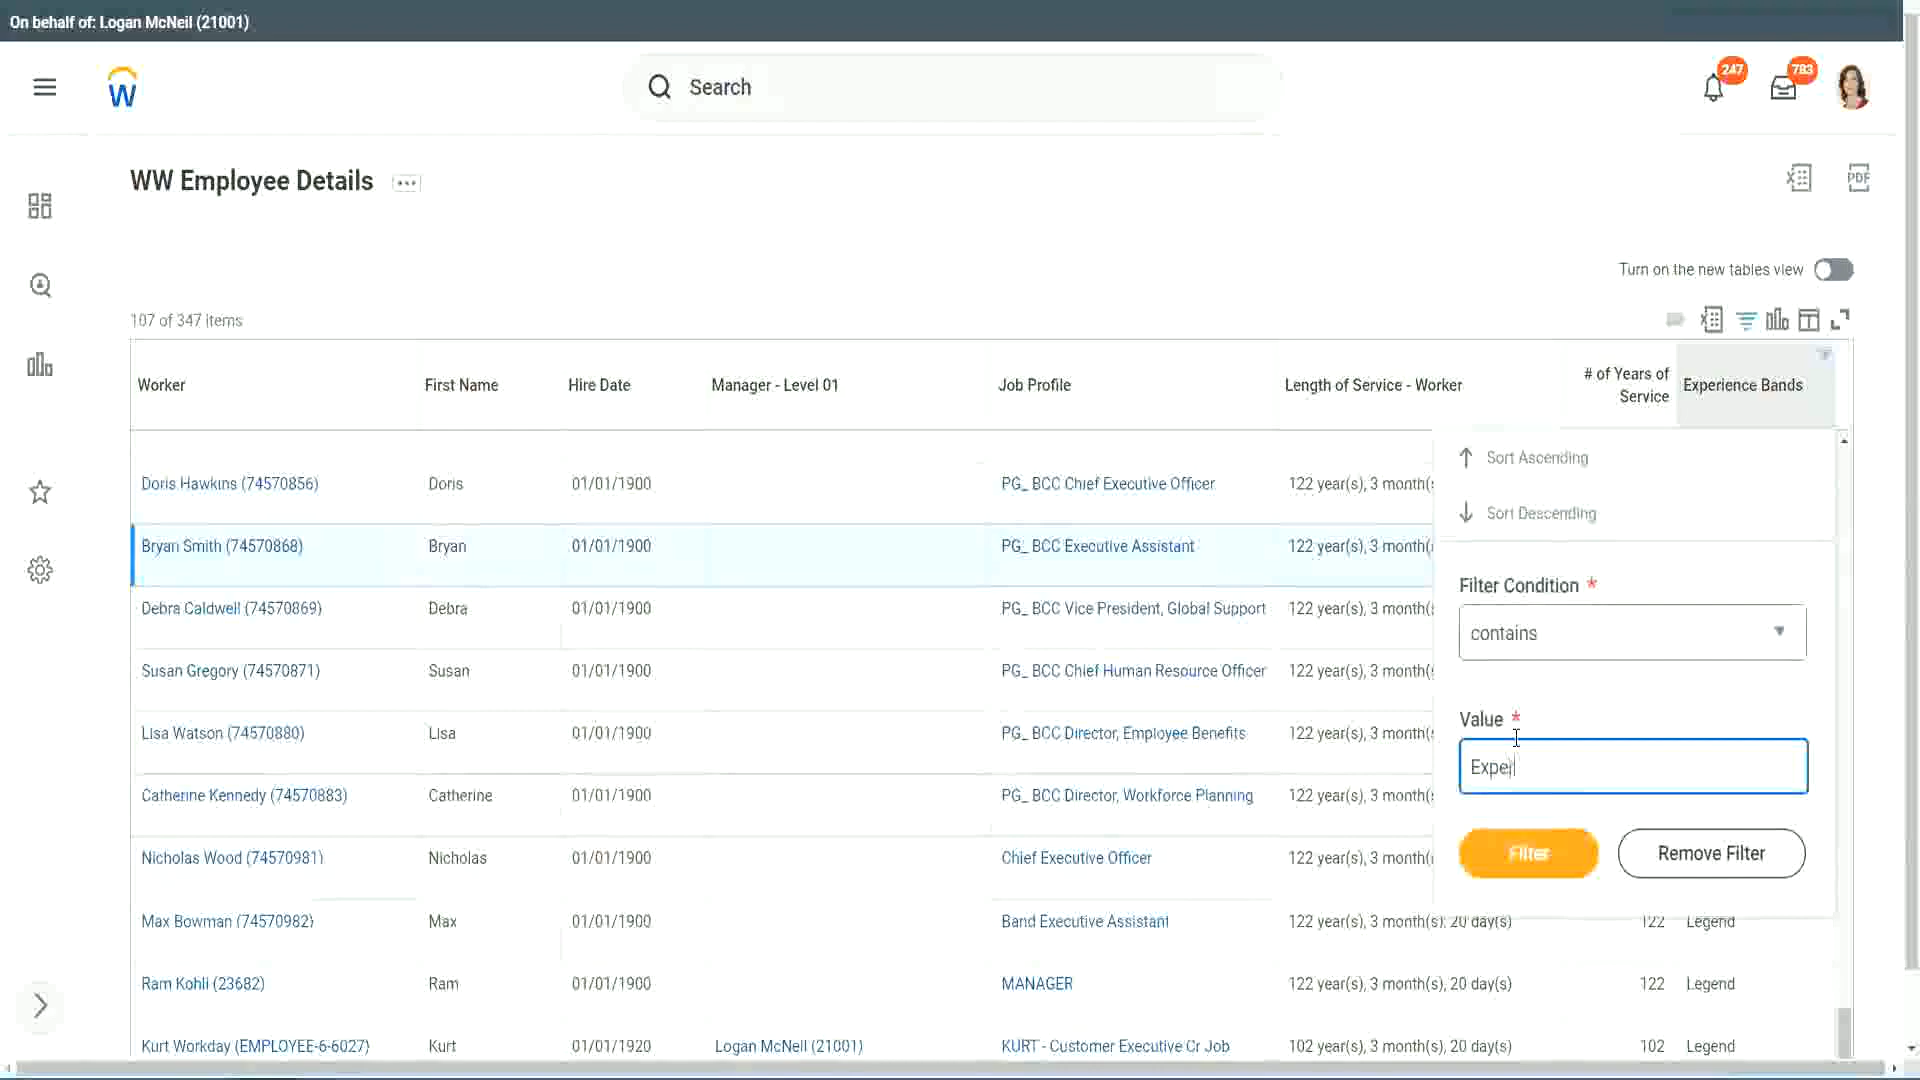 On behalf of: Logan McNeil (21001)
W
Search
247
783
WW Employee Details
PDF
Turn on the new tables view
107 of 347 items
Worker
First Name
Hire Date
Manager - Level 01
Job Profile
Length of Service - Worker
# of Years of
Service
Experience Bands
Sort Ascending
Sort Descending
Filter Condition *
contains
Value *
Exper
Filter
Remove Filter
Doris Hawkins (74570856) Doris 01/01/1900 PG_ BCC Chief Executive Officer 122 year(s), 3 month(s
Bryan Smith (74570868) Bryan 01/01/1900 PG_ BCC Executive Assistant 122 year(s), 3 month(s
Debra Caldwell (74570869) Debra 01/01/1900 PG_ BCC Vice President, Global Support 122 year(s), 3 month(s
Susan Gregory (74570871) Susan 01/01/1900 PG_ BCC Chief Human Resource Officer 122 year(s), 3 month(s
Lisa Watson (74570880) Lisa 01/01/1900 PG_ BCC Director, Employee Benefits 122 year(s), 3 month(s
Catherine Kennedy (74570883) Catherine 01/01/1900 PG_ BCC Director, Workforce Planning 122 year(s), 3 month(s
Nicholas Wood (74570981) Nicholas 01/01/1900 Chief Executive Officer 122 year(s), 3 month(s
Max Bowman (74570982) Max 01/01/1900 Band Executive Assistant 122 year(s), 3 month(s), 20 day(s) 122 Legend
Ram Kohli (23682) Ram 01/01/1900 MANAGER 122 year(s), 3 month(s), 20 day(s) 122 Legend
Kurt Workday (EMPLOYEE-6-6027) Kurt 01/01/1920 Logan McNeil (21001) KURT - Customer Executive Cr Job 102 year(s), 3 month(s), 20 day(s) 102 Legend